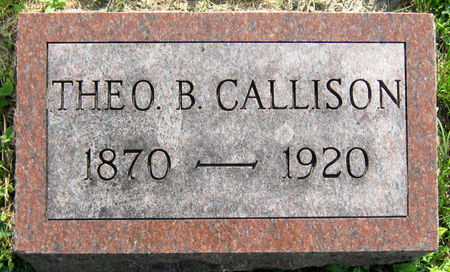 THEO. B. CALLISON
1870 — 1920